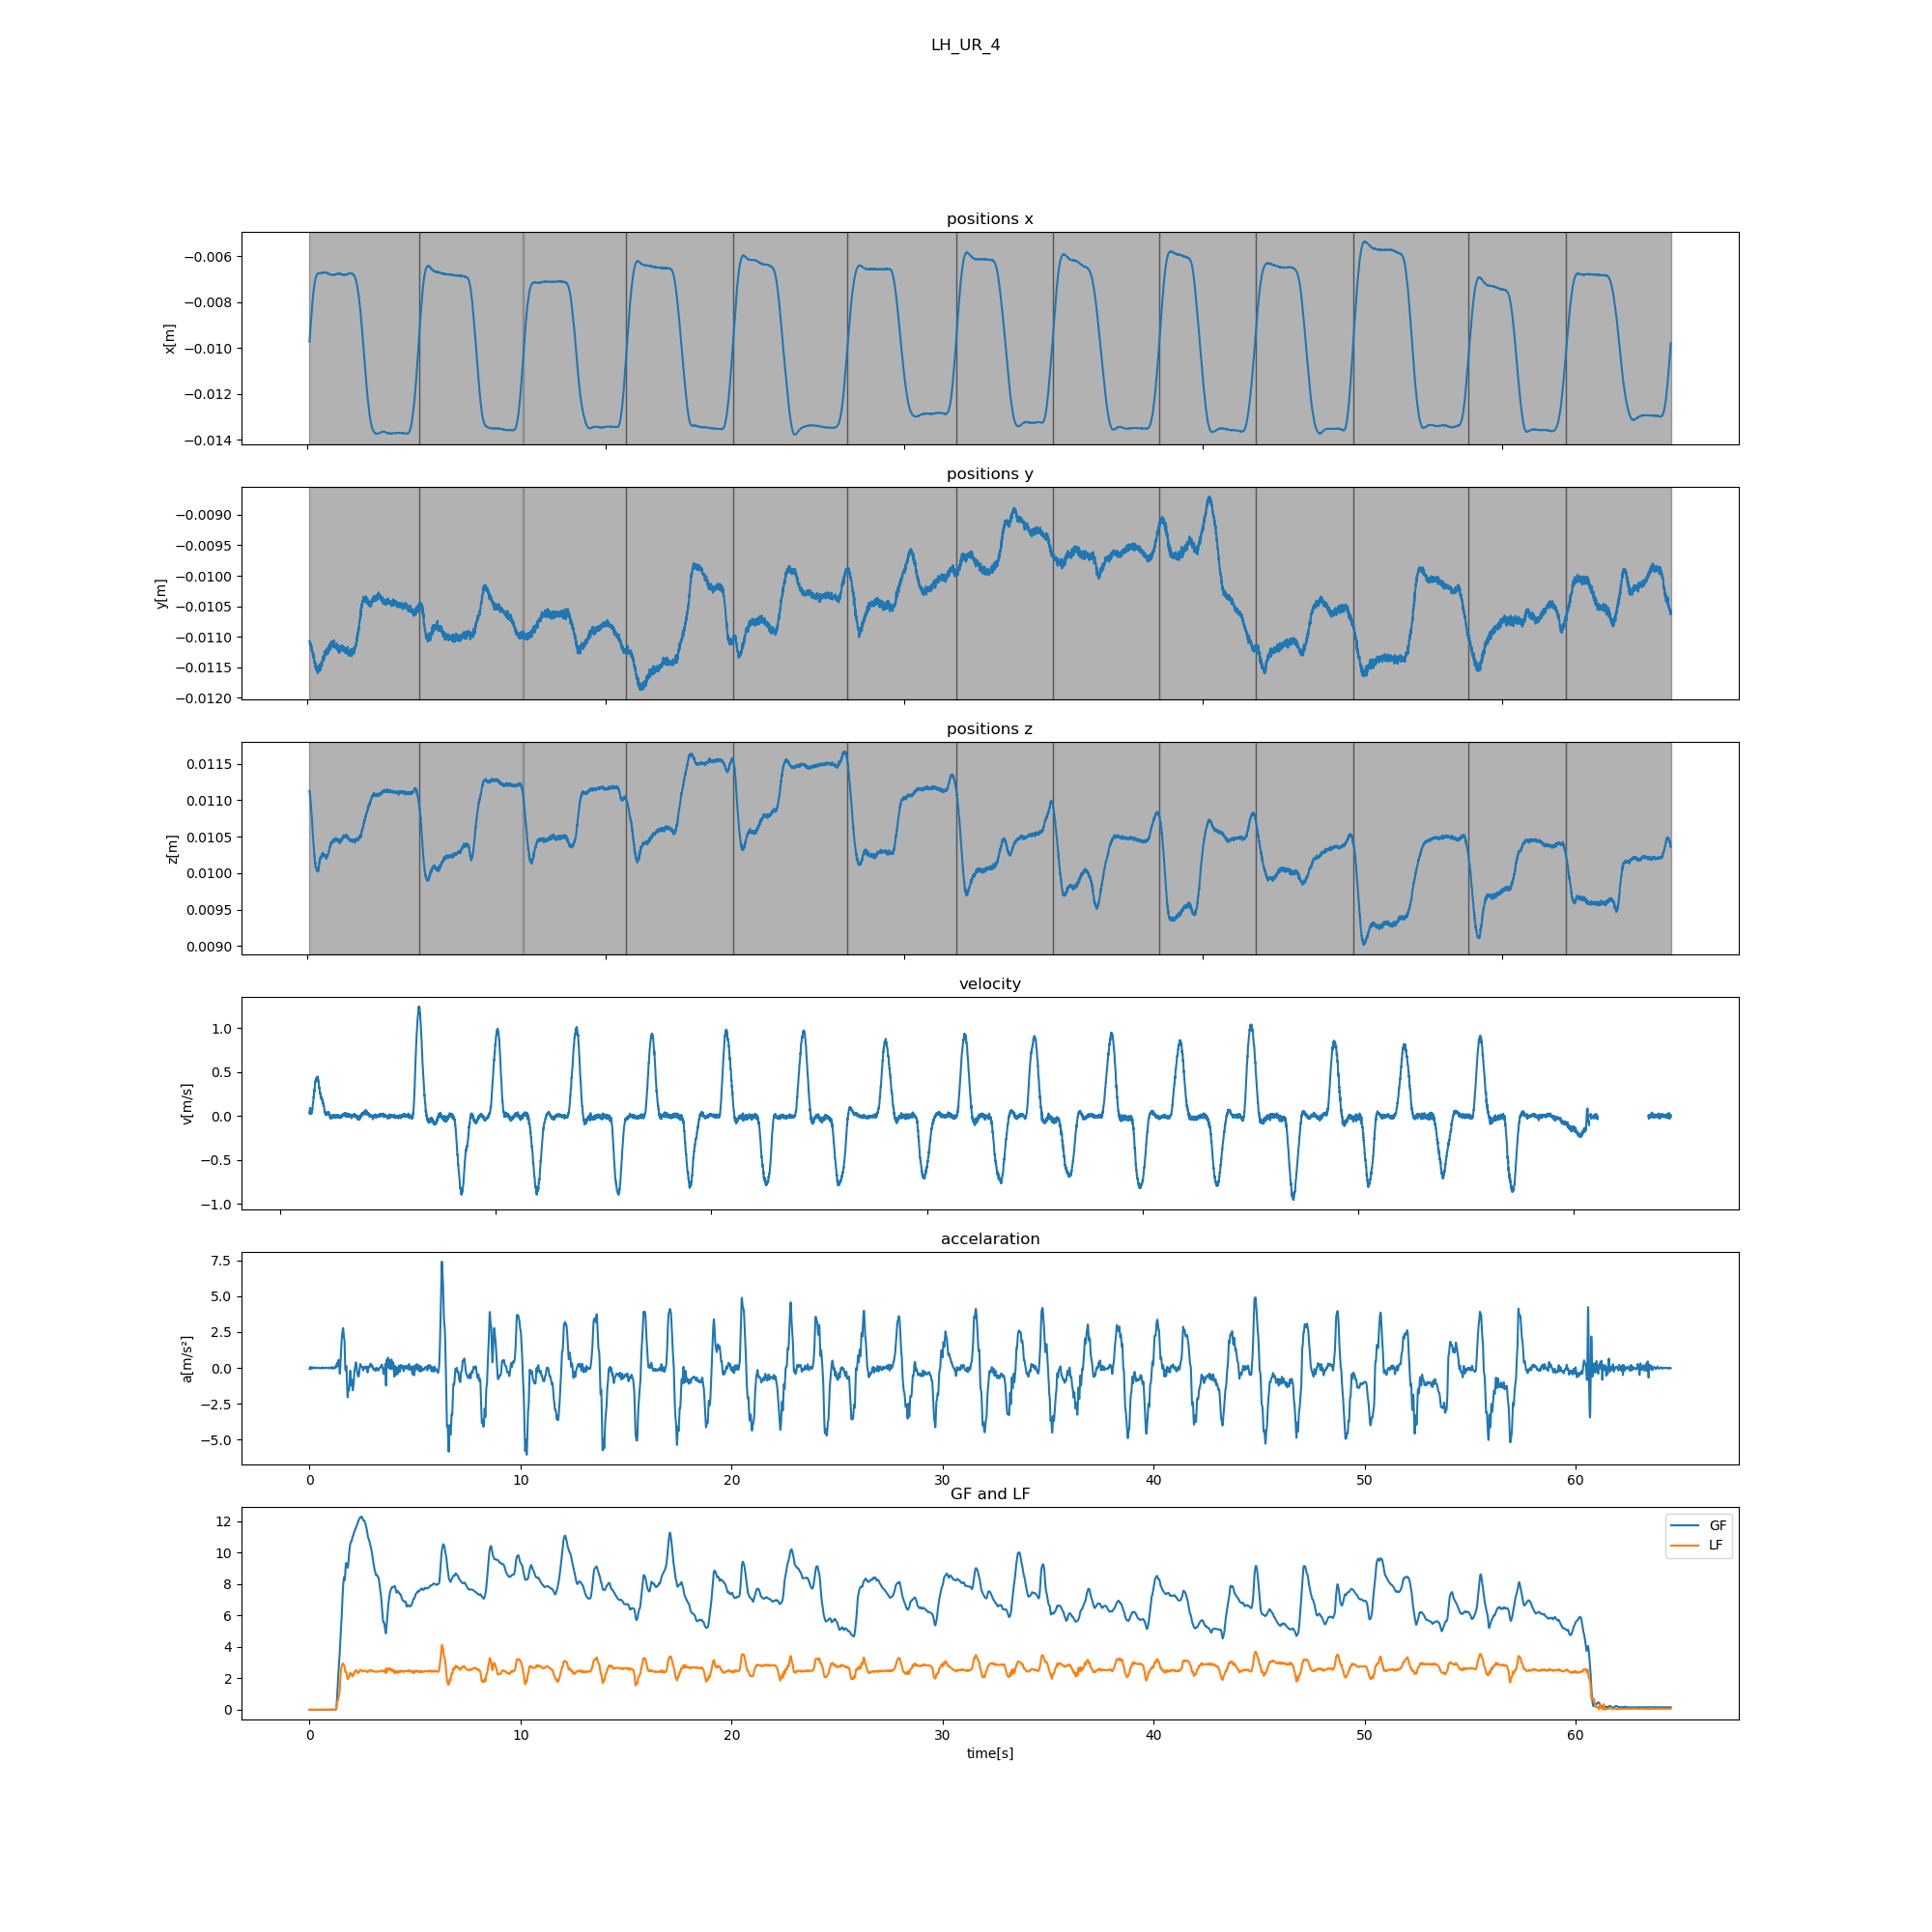 LH_UR_4
positions x
−0.006
−0.008
−0.010
−0.012
−0.014
x[m]
positions y
−0.0090
−0.0095
−0.0100
−0.0105
−0.0110
−0.0115
−0.0120
y[m]
positions z
0.0115
0.0110
0.0105
0.0100
0.0095
0.0090
z[m]
velocity
1.0
0.5
0.0
−0.5
−1.0
v[m/s]
accelaration
7.5
5.0
2.5
0.0
−2.5
−5.0
a[m/s²]
0 10 20 30 40 50 60
GF and LF
12
10
8
6
4
2
0
GF
LF
0 10 20 30 40 50 60
time[s]